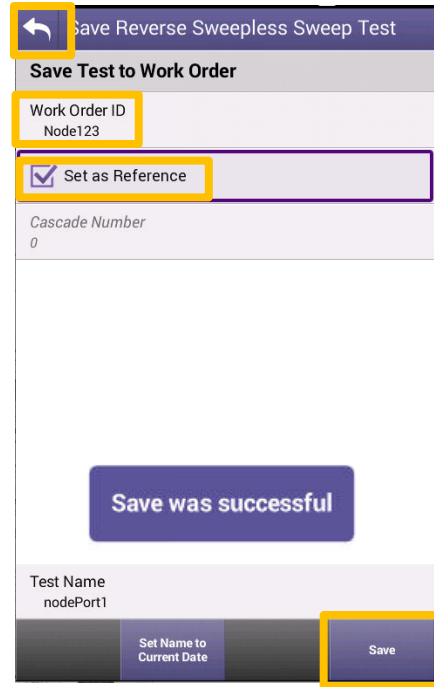 Save Reverse Sweepless Sweep Test
Save Test to Work Order
Work Order ID
Node123
Set as Reference
Cascade Number
0
Save was successful
Test Name
nodePort1
Set Name to
Current Date
Save